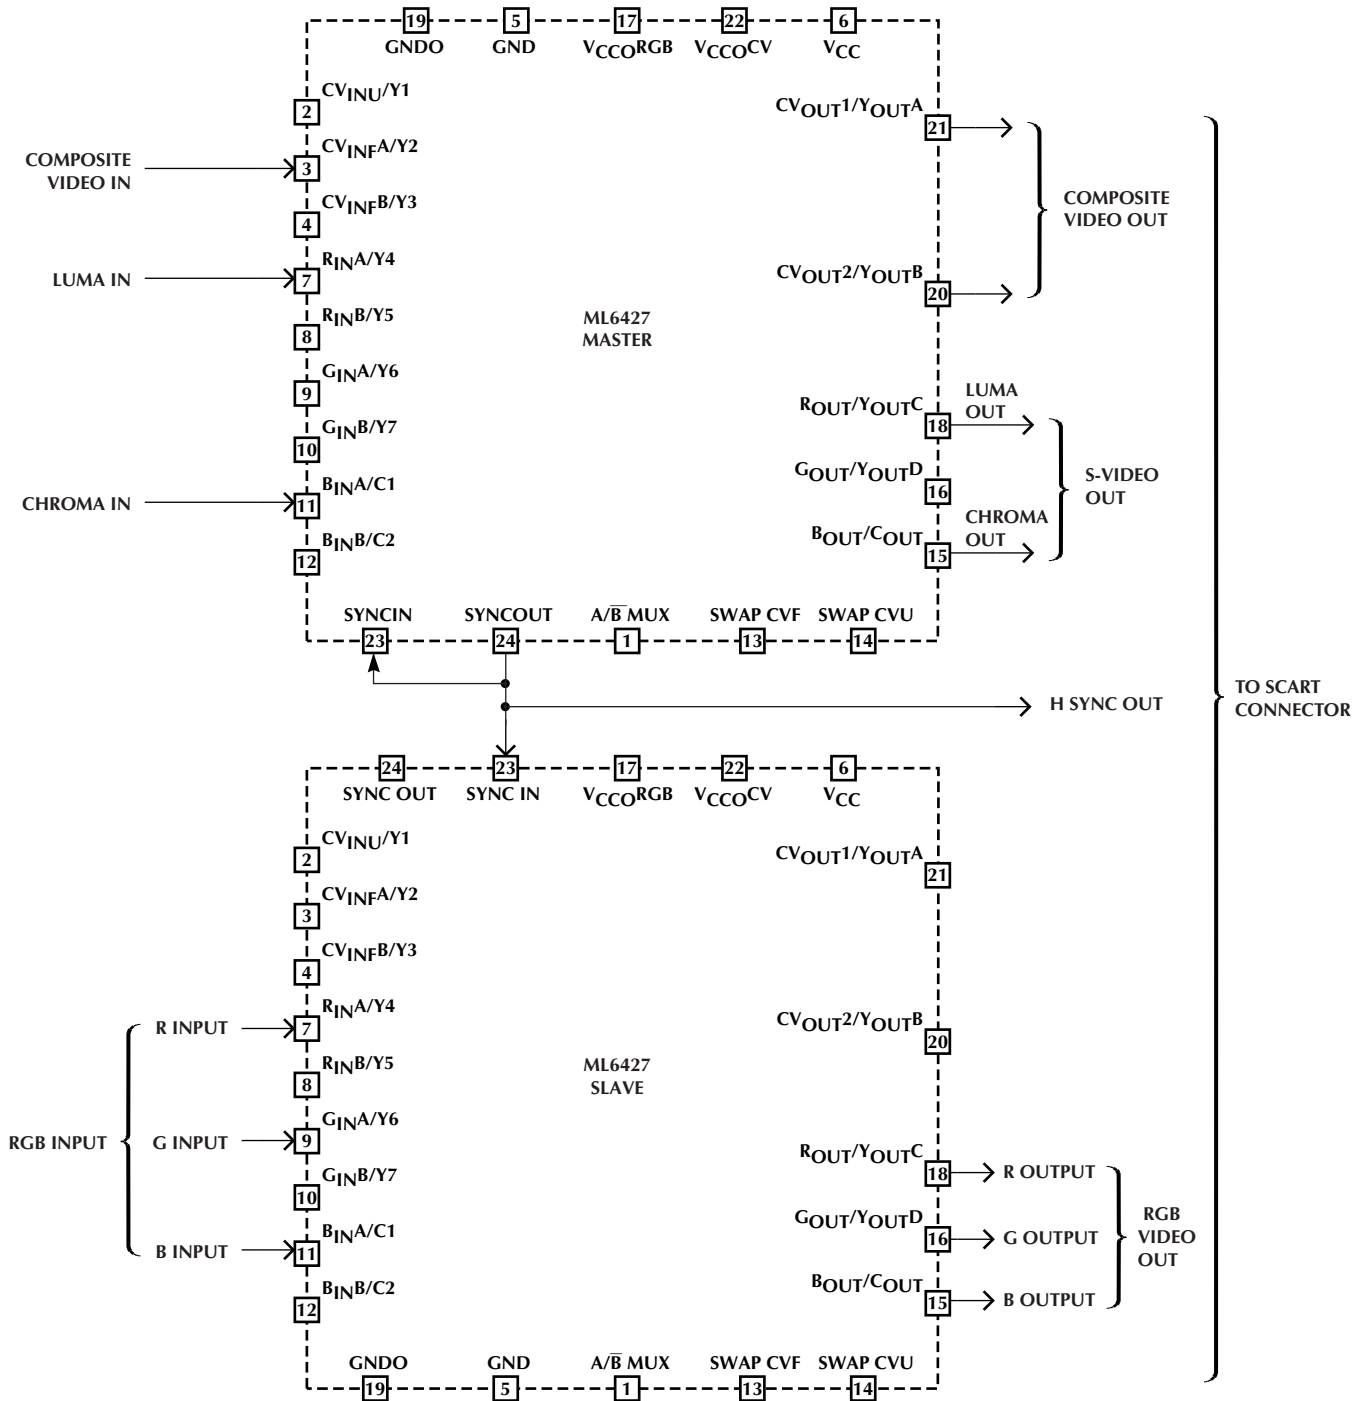 19 5 17 22 6
GNDO GND VCCORGB VCCOCV VCC
CVINU/Y1
2
CVOUT1/YOUTA
21
COMPOSITE
VIDEO IN
CVINFA/Y2
3
CVINFB/Y3
4
COMPOSITE
VIDEO OUT
LUMA IN
RINA/Y4
7
CVOUT2/YOUTB
20
RINB/Y5
8
ML6427
MASTER
GINA/Y6
9
ROUT/YOUTC
18
LUMA
OUT
GINB/Y7
10
GOUT/YOUTD
16
S-VIDEO
OUT
CHROMA IN
BINA/C1
11
BOUT/COUT
15
CHROMA
OUT
BINB/C2
12
SYNCIN SYNCOUT A/B̅ MUX SWAP CVF SWAP CVU
23 24 1 13 14
H SYNC OUT
TO SCART
CONNECTOR
24 23 17 22 6
SYNC OUT SYNC IN VCCORGB VCCOCV VCC
CVINU/Y1
2
CVOUT1/YOUTA
21
CVINFA/Y2
3
CVINFB/Y3
4
R INPUT
RINA/Y4
7
CVOUT2/YOUTB
20
RINB/Y5
8
ML6427
SLAVE
RGB INPUT
G INPUT
GINA/Y6
9
ROUT/YOUTC
18
R OUTPUT
GINB/Y7
10
GOUT/YOUTD
16
G OUTPUT
RGB
VIDEO
OUT
B INPUT
BINA/C1
11
BOUT/COUT
15
B OUTPUT
BINB/C2
12
GNDO GND A/B̅ MUX SWAP CVF SWAP CVU
19 5 1 13 14